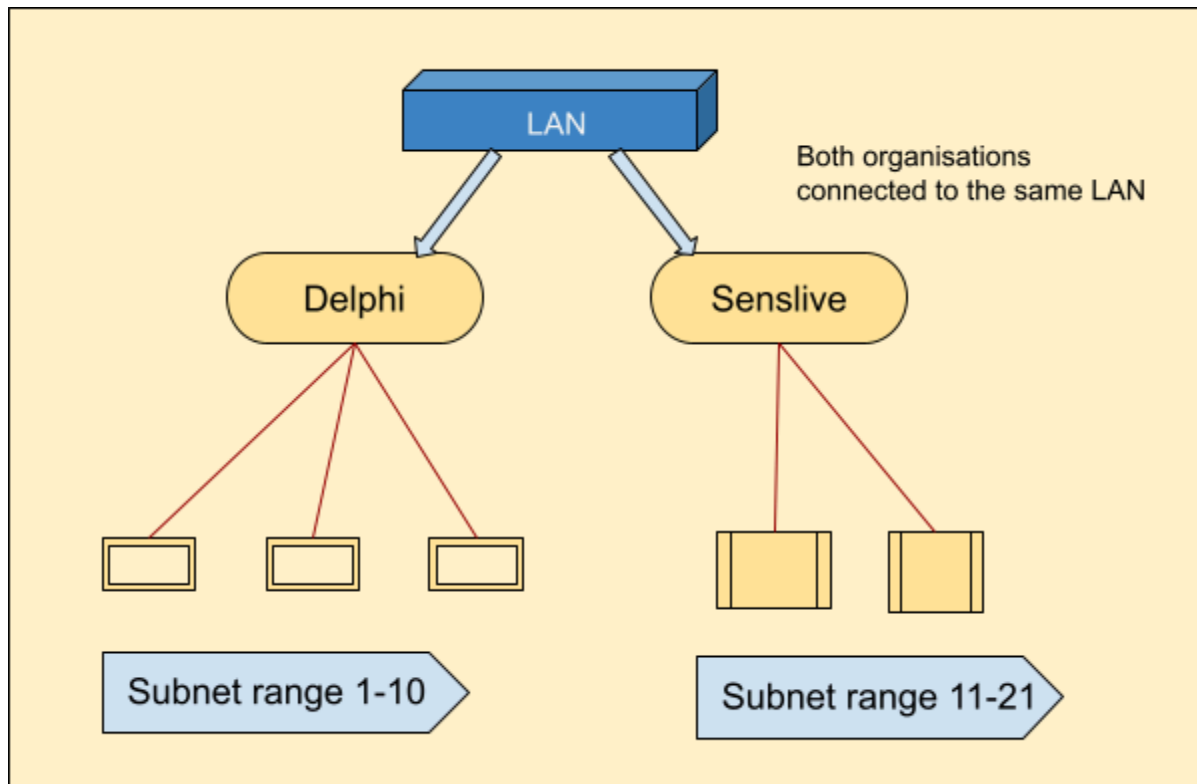 LAN
Both organisations
connected to the same LAN
Delphi
Senslive
Subnet range 1-10
Subnet range 11-21